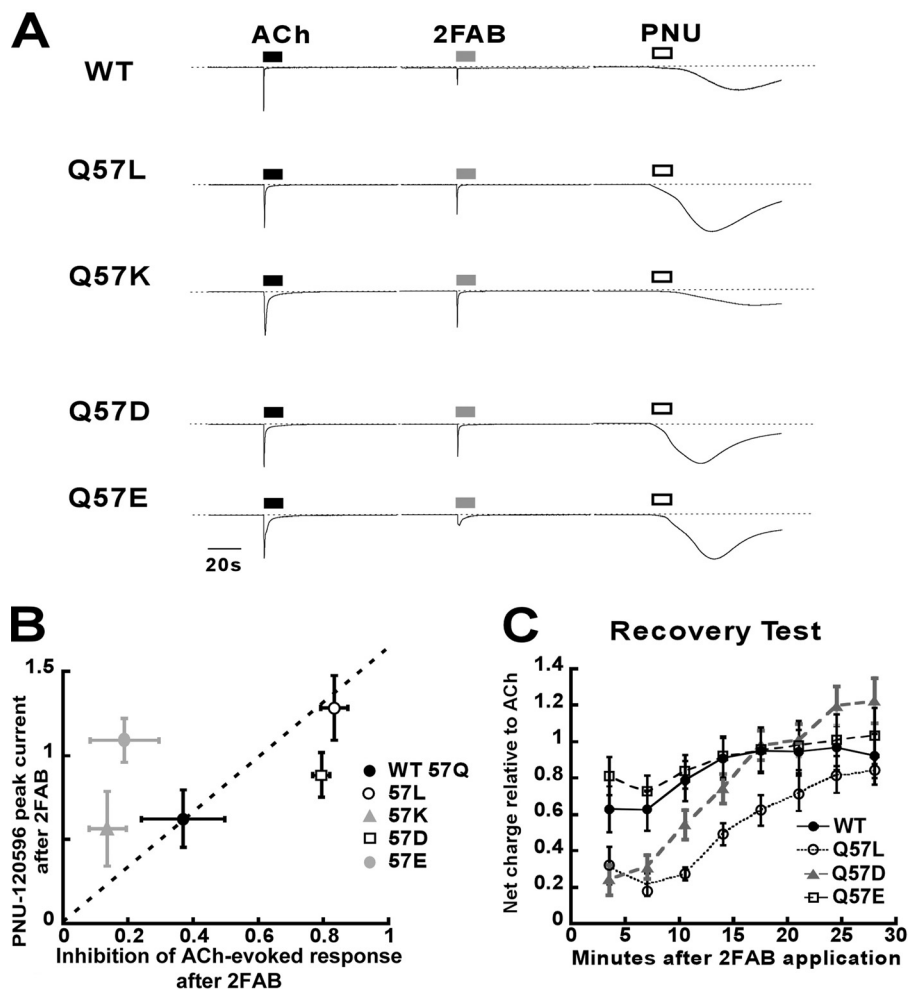 A
ACh 2FAB PNU
WT
Q57L
Q57K
Q57D
Q57E
20s
B
PNU-120596 peak current
after 2FAB
1.5
1
0
0 0.2 0.4 0.6 0.8 1
Inhibition of ACh-evoked response
after 2FAB
WT 57Q
57L
57K
57D
57E
C
Recovery Test
Net charge relative to ACh
1.4
1.2
1
0.8
0.6
0.4
0.2
0
0 5 10 15 20 25 30
Minutes after 2FAB application
WT
Q57L
Q57D
Q57E